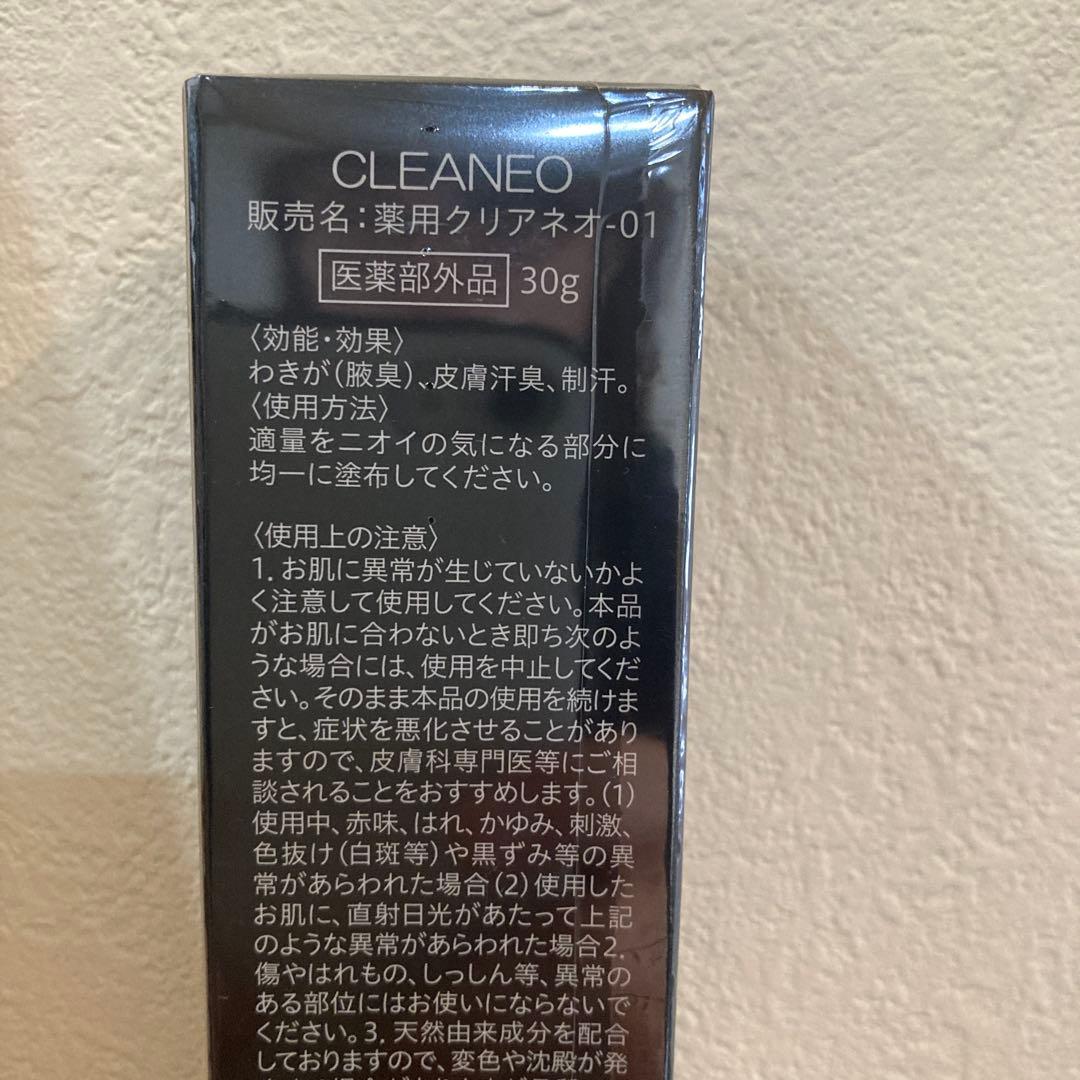 CLEANEO
販売名：薬用クリアネオ-01
医薬部外品 30g
〈効能・効果〉
わきが（腋臭）、皮膚汗臭、制汗。
〈使用方法〉
適量をニオイの気になる部分に
均一に塗布してください。
〈使用上の注意〉
1. お肌に異常が生じていないかよ
く注意して使用してください。本品
がお肌に合わないとき即ち次のよ
うな場合には、使用を中止してくだ
さい。そのまま本品の使用を続けま
すと、症状を悪化させることがあり
ますので、皮膚科専門医等にご相
談されることをおすすめします。（1）
使用中、赤味、はれ、かゆみ、刺激、
色抜け（白斑等）や黒ずみ等の異
常があらわれた場合（2）使用した
お肌に、直射日光があたって上記
のような異常があらわれた場合2.
傷やはれもの、しっしん等、異常の
ある部位にはお使いにならないで
ください。3. 天然由来成分を配合
しておりますので、変色や沈殿が発